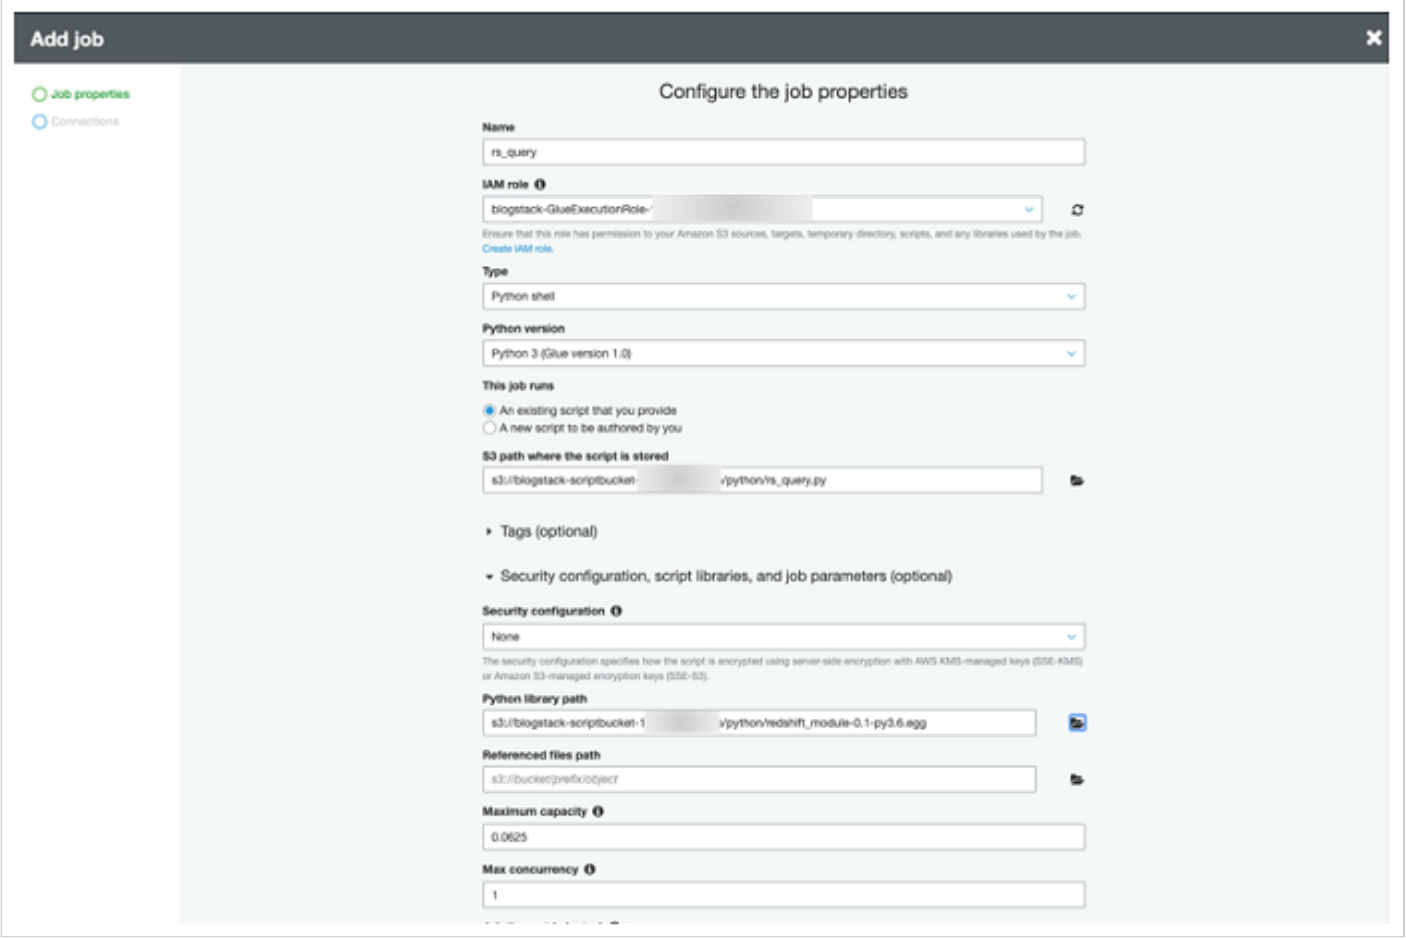 Add job
Job properties
Connections
Configure the job properties
Name
rs_query
IAM role
blogstack-GlueExecutionRole-
Ensure that this role has permission to your Amazon S3 sources, targets, temporary directory, scripts, and any libraries used by the job.
Create IAM role.
Type
Python shell
Python version
Python 3 (Glue version 1.0)
This job runs
An existing script that you provide
A new script to be authored by you
S3 path where the script is stored
s3://blogstack-scriptbucket- /python/rs_query.py
Tags (optional)
Security configuration, script libraries, and job parameters (optional)
Security configuration
None
The security configuration specifies how the script is encrypted using server-side encryption with AWS KMS-managed keys (SSE-KMS)
or Amazon S3-managed encryption keys (SSE-S3).
Python library path
s3://blogstack-scriptbucket-1 /python/redshift_module-0.1-py3.6.egg
Referenced files path
s3://bucket/prefix/object
Maximum capacity
0.0625
Max concurrency
1